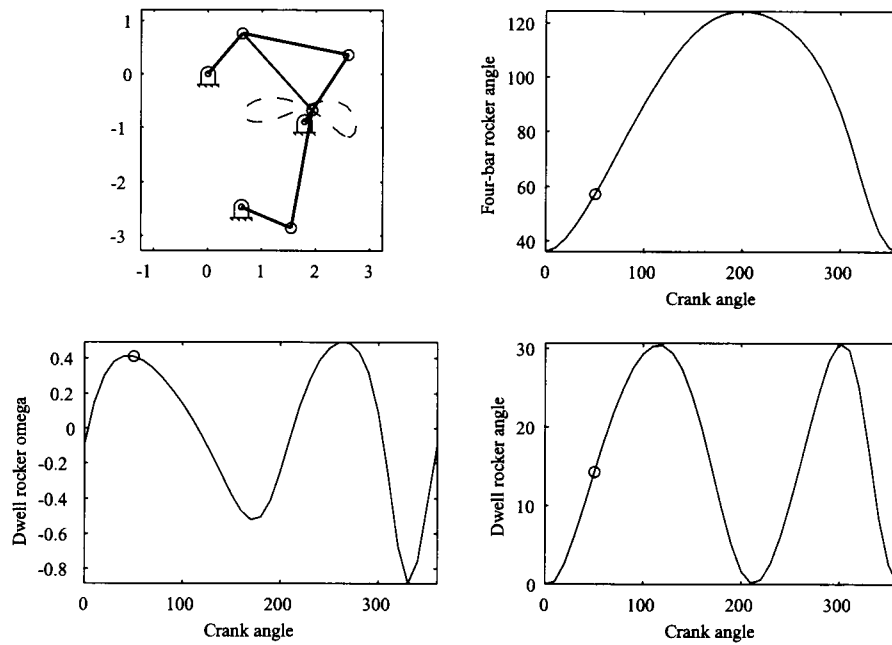 1
0
-1
-2
-3
-1 0 1 2 3
120
100
80
60
40
Four-bar rocker angle
0 100 200 300
Crank angle
0.4
0.2
0
-0.2
-0.4
-0.6
-0.8
Dwell rocker omega
0 100 200 300
Crank angle
30
20
10
0
Dwell rocker angle
0 100 200 300
Crank angle